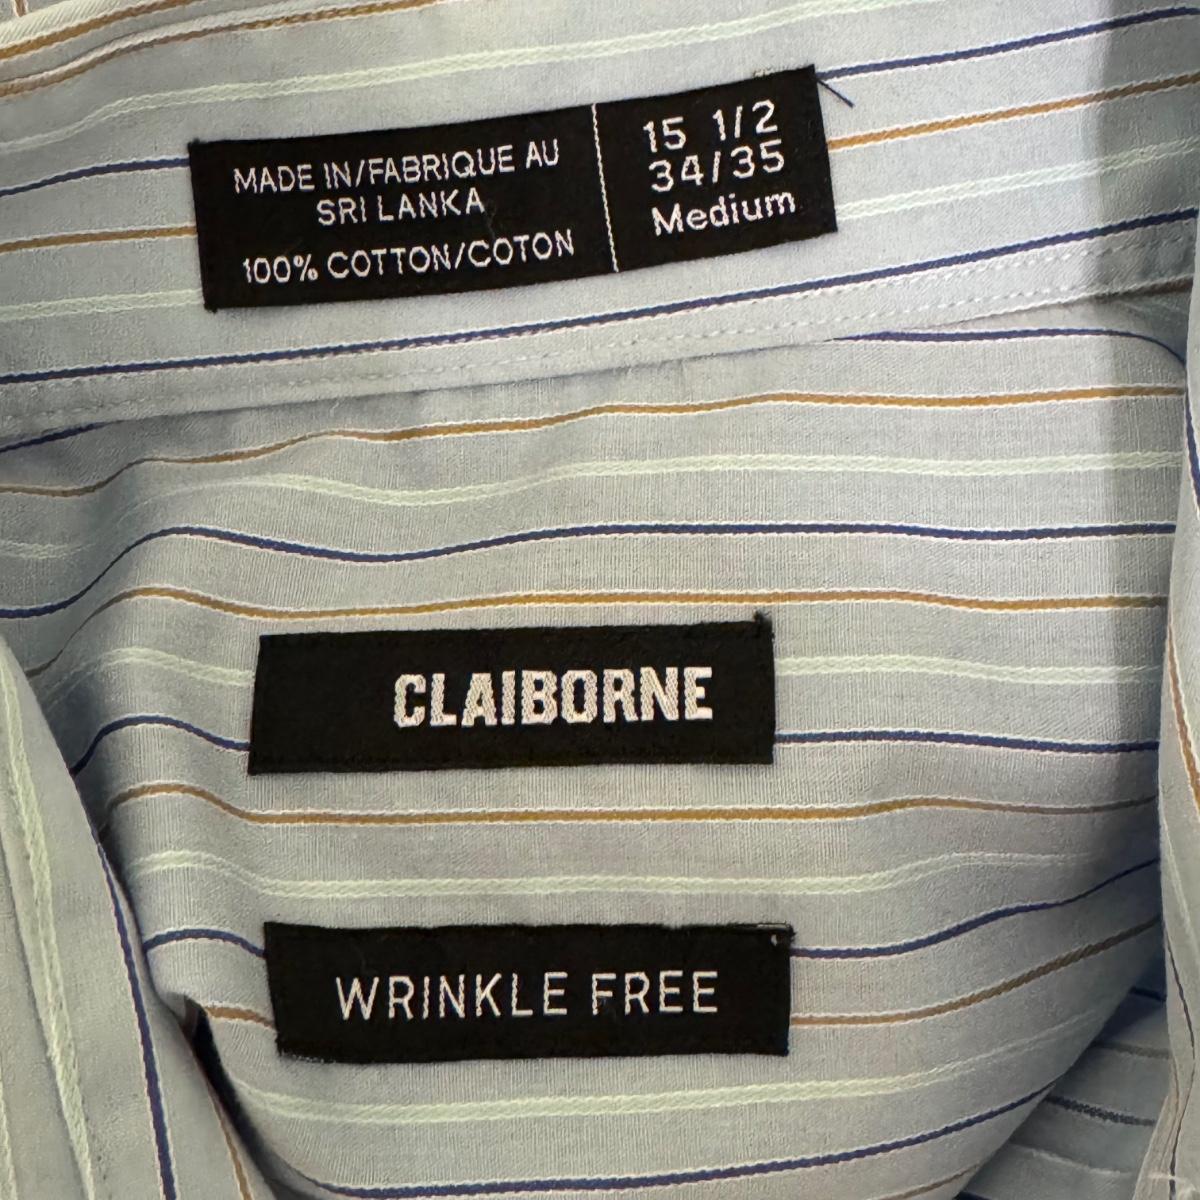 MADE IN/FABRIQUE AU
SRI LANKA
100% COTTON/COTON
15 1/2
34/35
Medium
CLAIBORNE
WRINKLE FREE